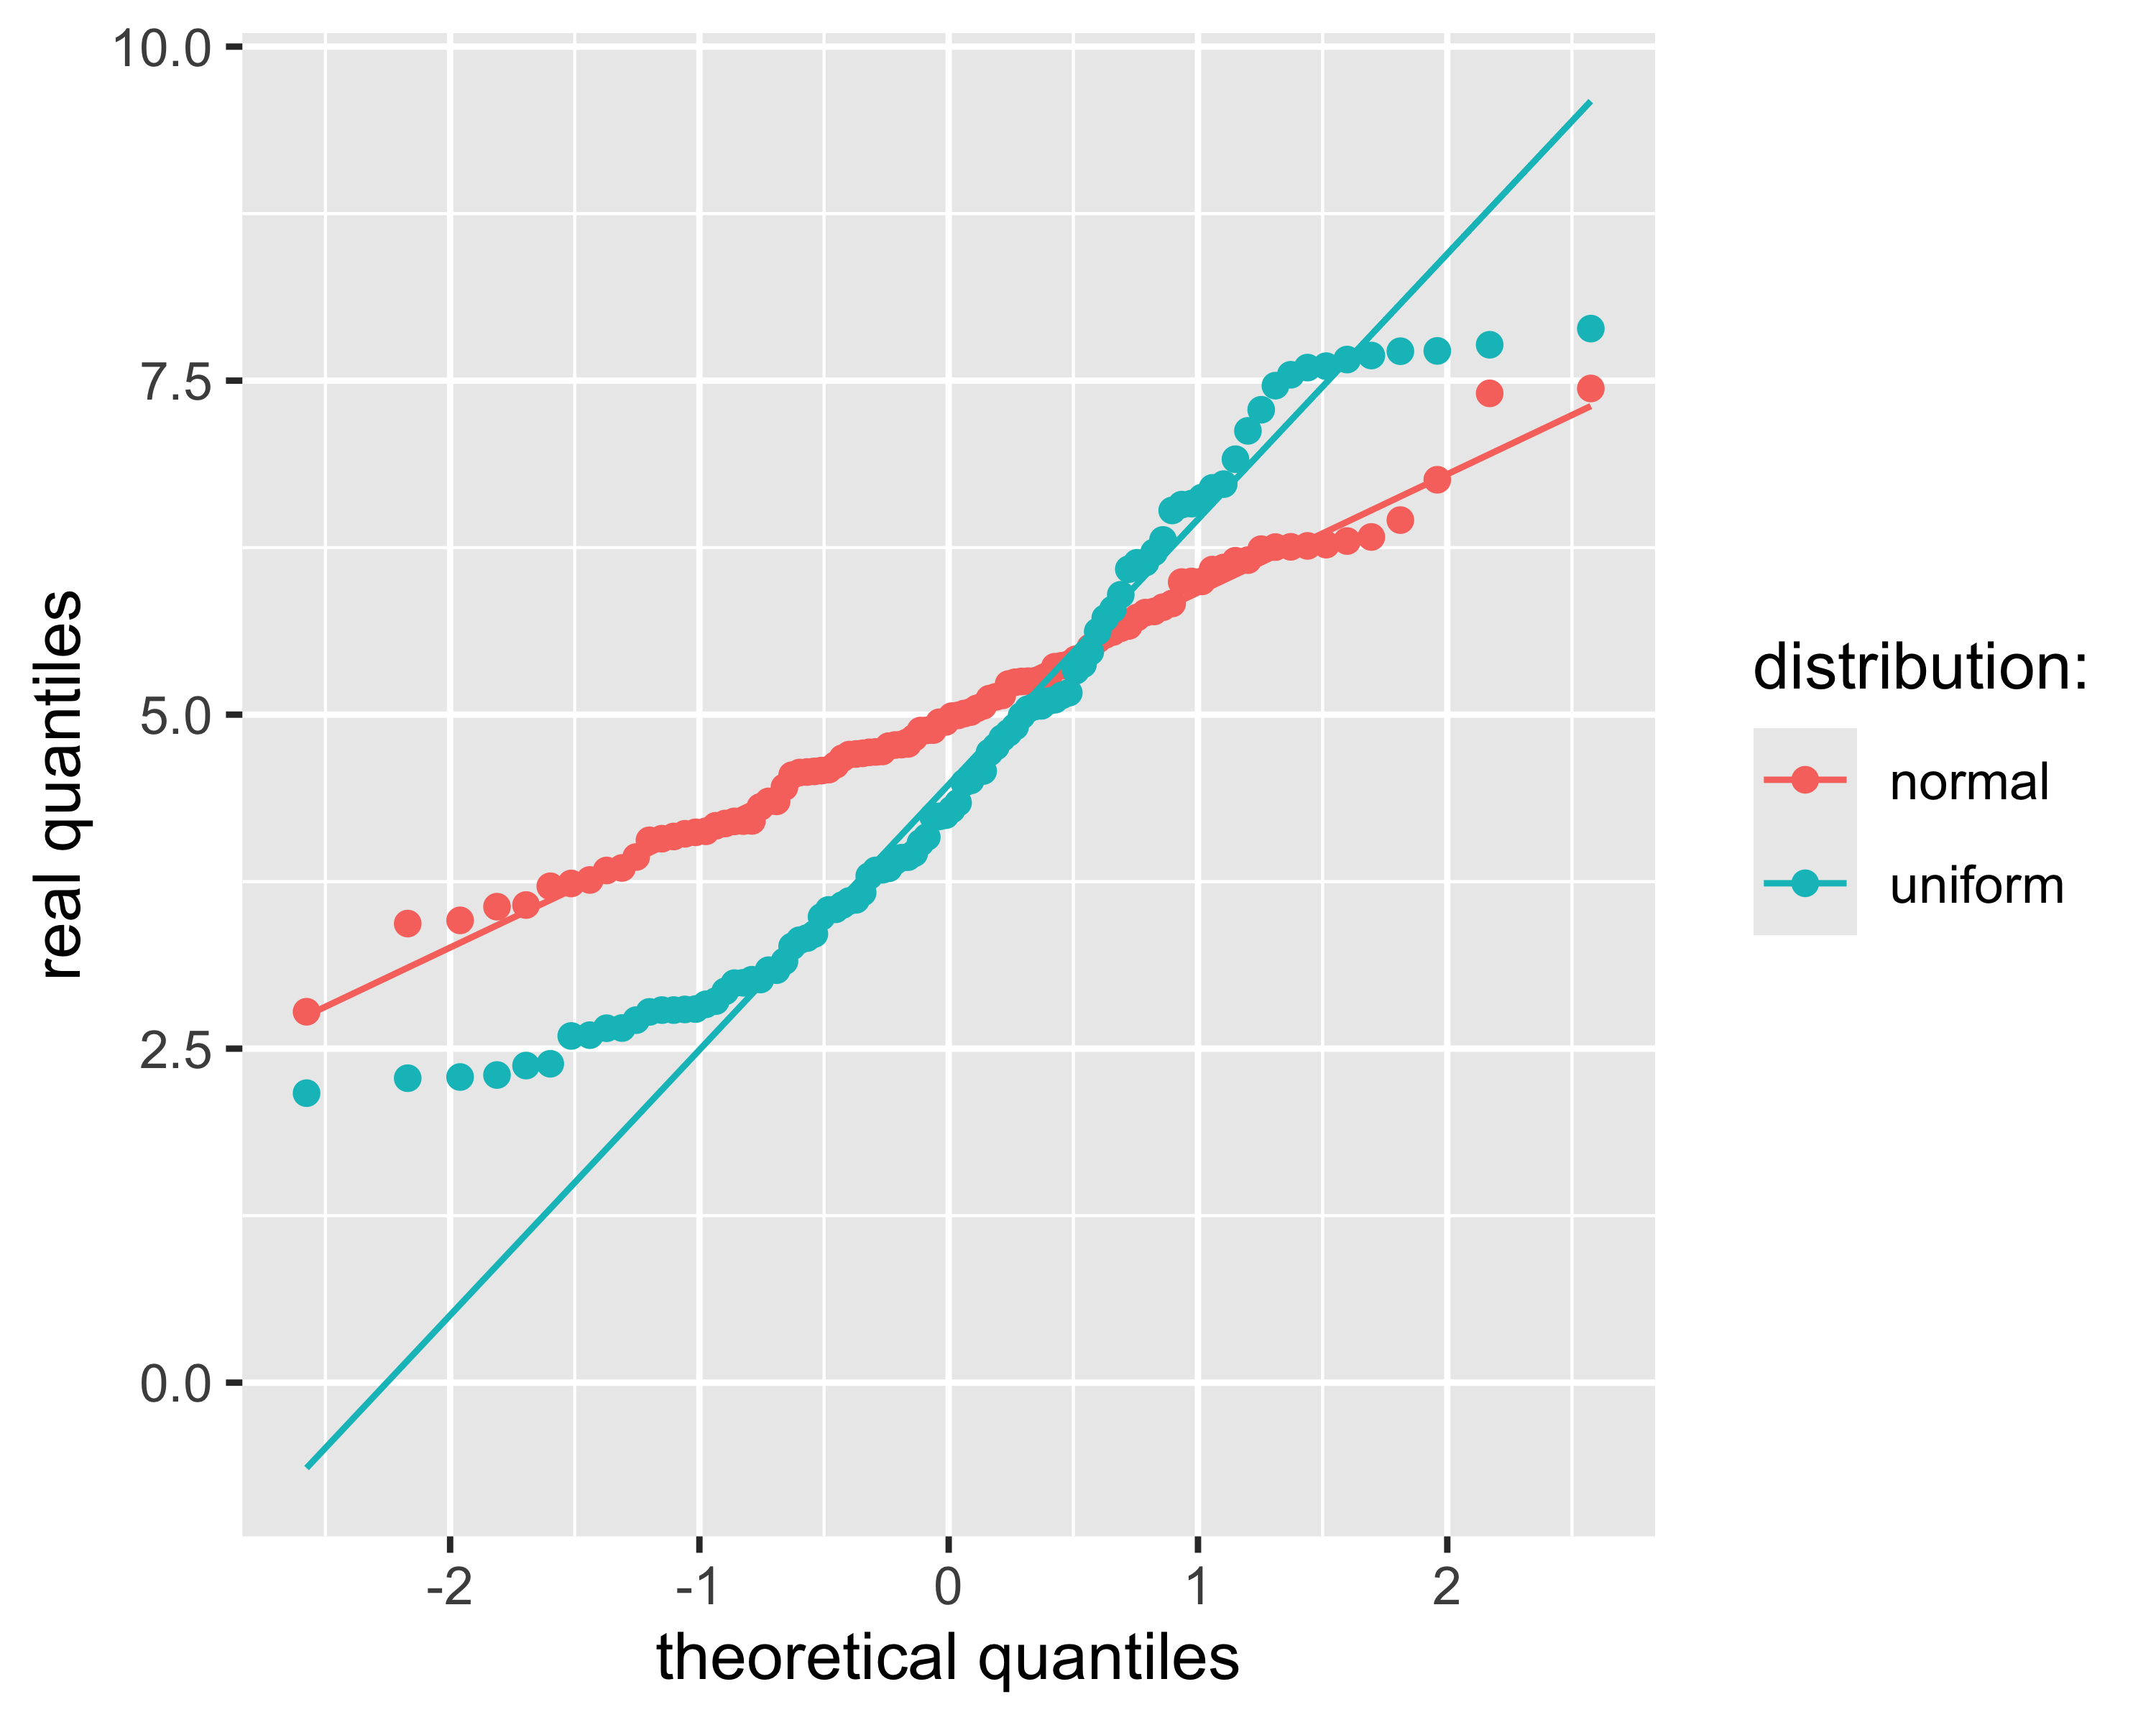 10.0
7.5
5.0
2.5
0.0
real quantiles
-2 -1 0 1 2
theoretical quantiles
distribution:
normal
uniform